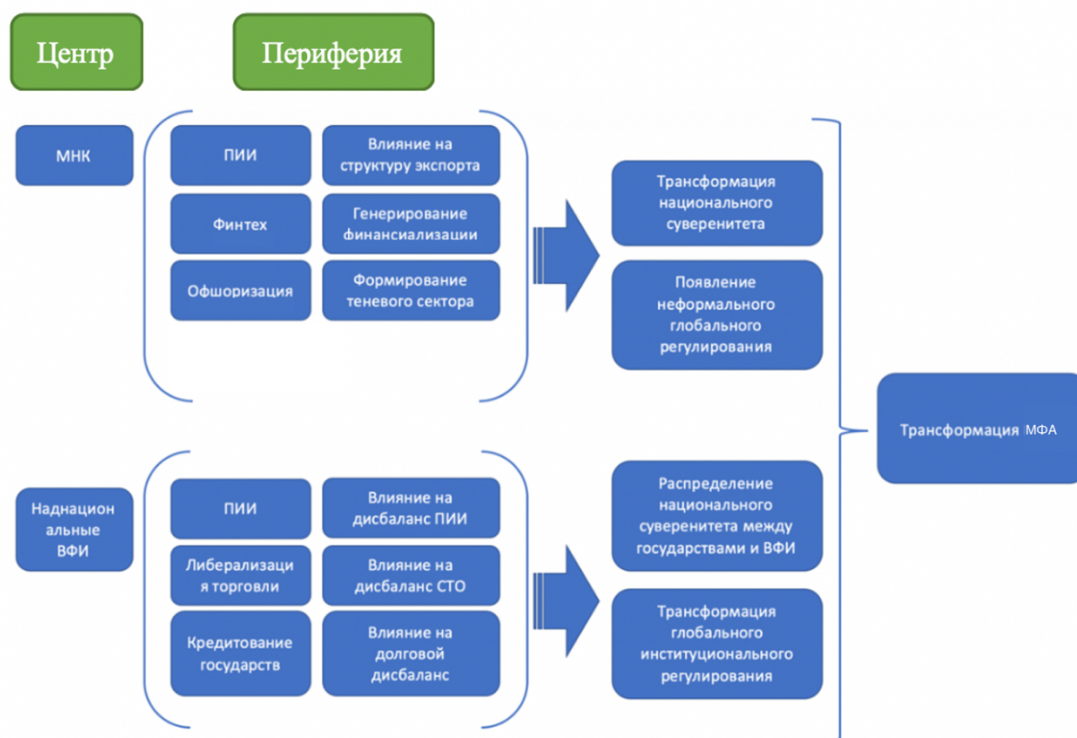 Центр
Периферия
МНК
ПИИ
Влияние на
структуру экспорта
Финтех
Генерирование
финансиализации
Офшоризация
Формирование
теневого сектора
Трансформация
национального
суверенитета
Появление
неформального
глобального
регулирования
Трансформация МФА
Наднацион
альные
ВФИ
ПИИ
Влияние на
дисбаланс ПИИ
Либерализаци
я торговли
Влияние на
дисбаланс СТО
Кредитование
государств
Влияние на
долговой
дисбаланс
Распределение
национального
суверенитета между
государствами и ВФИ
Трансформация
глобального
институционального
регулирования